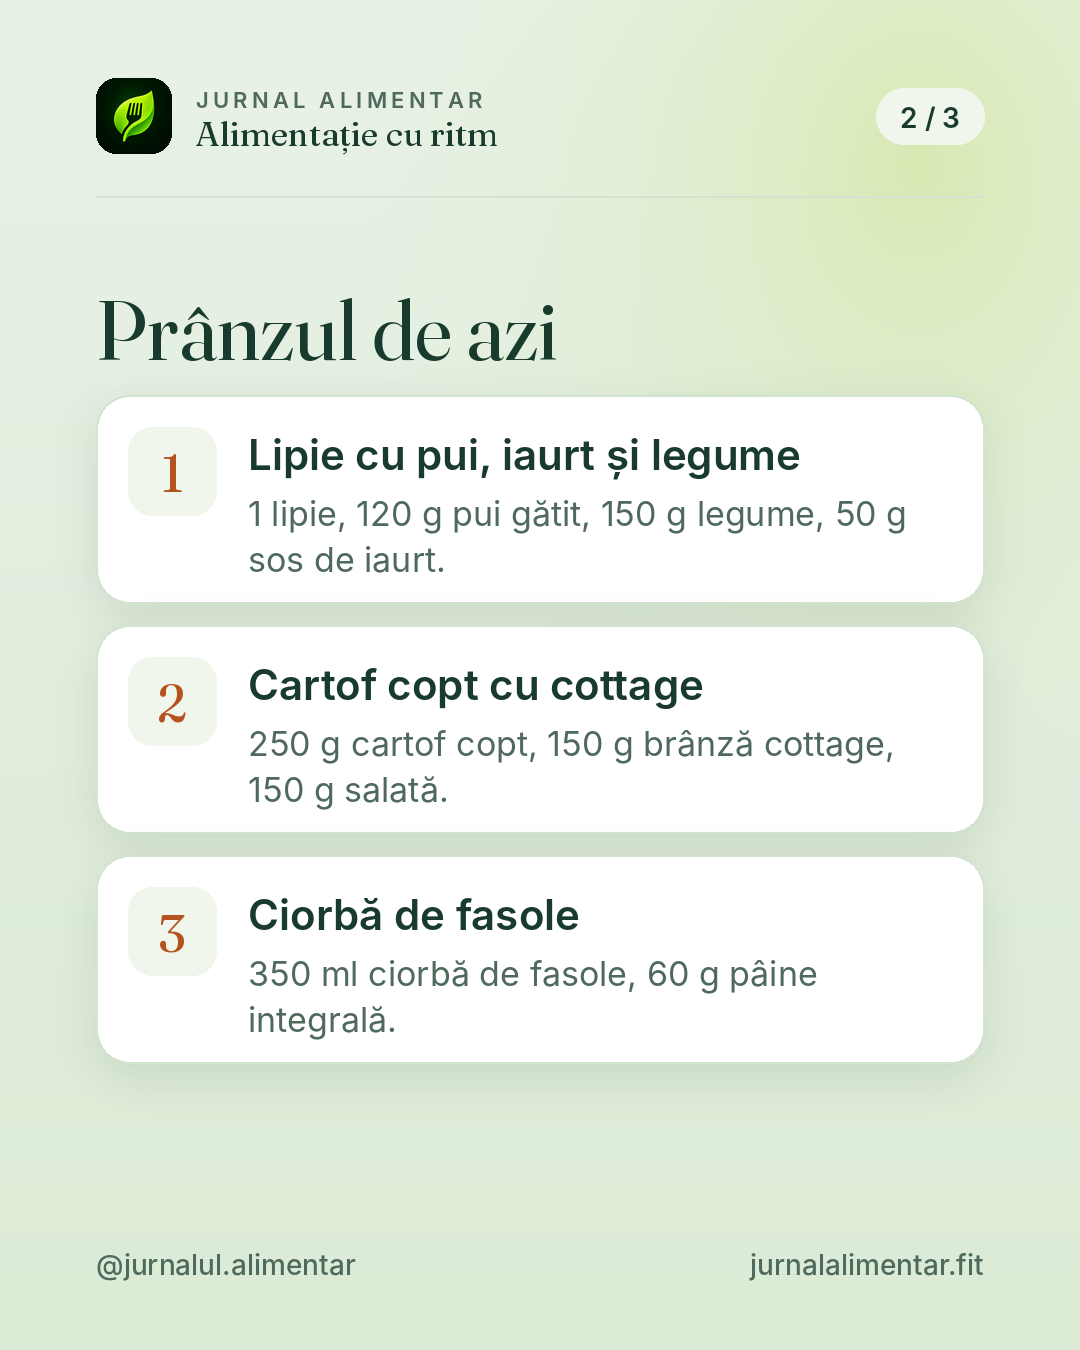 JURNAL ALIMENTAR
Alimentație cu ritm
2 / 3
Prânzul de azi
1
Lipie cu pui, iaurt și legume
1 lipie, 120 g pui gătit, 150 g legume, 50 g
sos de iaurt.
2
Cartof copt cu cottage
250 g cartof copt, 150 g brânză cottage,
150 g salată.
3
Ciorbă de fasole
350 ml ciorbă de fasole, 60 g pâine
integrală.
@jurnalul.alimentar
jurnalalimentar.fit